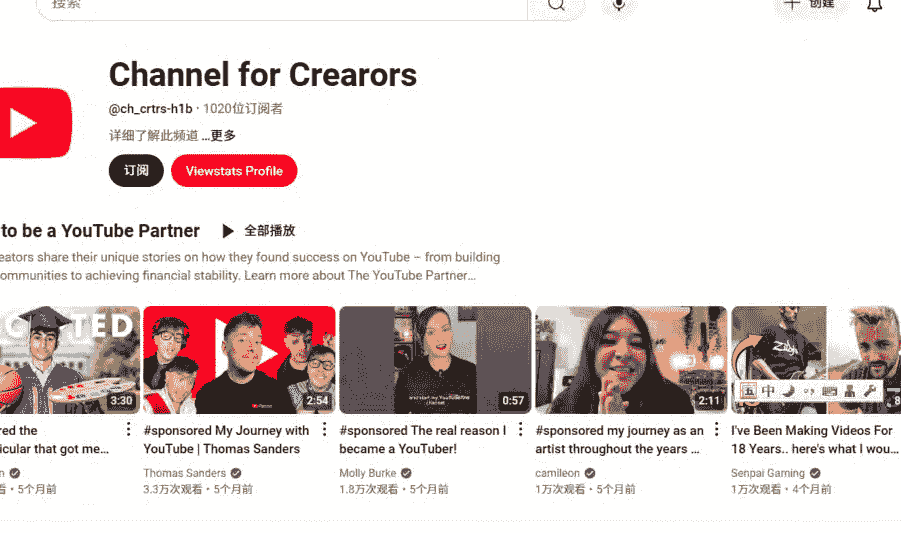 搜索
创建
Channel for Crearors
@ch_crtrs-h1b · 1020位订阅者
详细了解此频道 ...更多
订阅
Viewstats Profile
to be a YouTube Partner
全部播放
eators share their unique stories on how they found success on YouTube – from building
ommunities to achieving financial stability. Learn more about The YouTube Partner...
3:30
2:54
0:57
2:11
8
中
red the
icular that got me...
n
看 · 5个月前
#sponsored My Journey with
YouTube | Thomas Sanders
Thomas Sanders
3.3万次观看 · 5个月前
#sponsored The real reason I
became a YouTuber!
Molly Burke
1.8万次观看 · 5个月前
#sponsored my journey as an
artist throughout the years ...
camileon
1万次观看 · 5个月前
I've Been Making Videos For
18 Years.. here's what I wou...
Senpai Gaming
1万次观看 · 4个月前